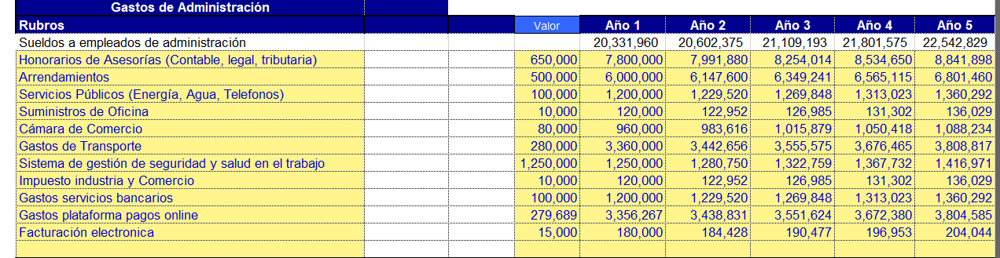 Gastos de Administración
Rubros Valor Año 1 Año 2 Año 3 Año 4 Año 5
Sueldos a empleados de administración 20,331,960 20,602,375 21,109,193 21,801,575 22,542,829
Honorarios de Asesorías (Contable, legal, tributaria) 650,000 7,800,000 7,991,880 8,254,014 8,534,650 8,841,898
Arrendamientos 500,000 6,000,000 6,147,600 6,349,241 6,565,115 6,801,460
Servicios Públicos (Energía, Agua, Telefonos) 100,000 1,200,000 1,229,520 1,269,848 1,313,023 1,360,292
Suministros de Oficina 10,000 120,000 122,952 126,985 131,302 136,029
Cámara de Comercio 80,000 960,000 983,616 1,015,879 1,050,418 1,088,234
Gastos de Transporte 280,000 3,360,000 3,442,656 3,555,575 3,676,465 3,808,817
Sistema de gestión de seguridad y salud en el trabajo 1,250,000 1,250,000 1,280,750 1,322,759 1,367,732 1,416,971
Impuesto industria y Comercio 10,000 120,000 122,952 126,985 131,302 136,029
Gastos servicios bancarios 100,000 1,200,000 1,229,520 1,269,848 1,313,023 1,360,292
Gastos plataforma pagos online 279,689 3,356,267 3,438,831 3,551,624 3,672,380 3,804,585
Facturación electronica 15,000 180,000 184,428 190,477 196,953 204,044